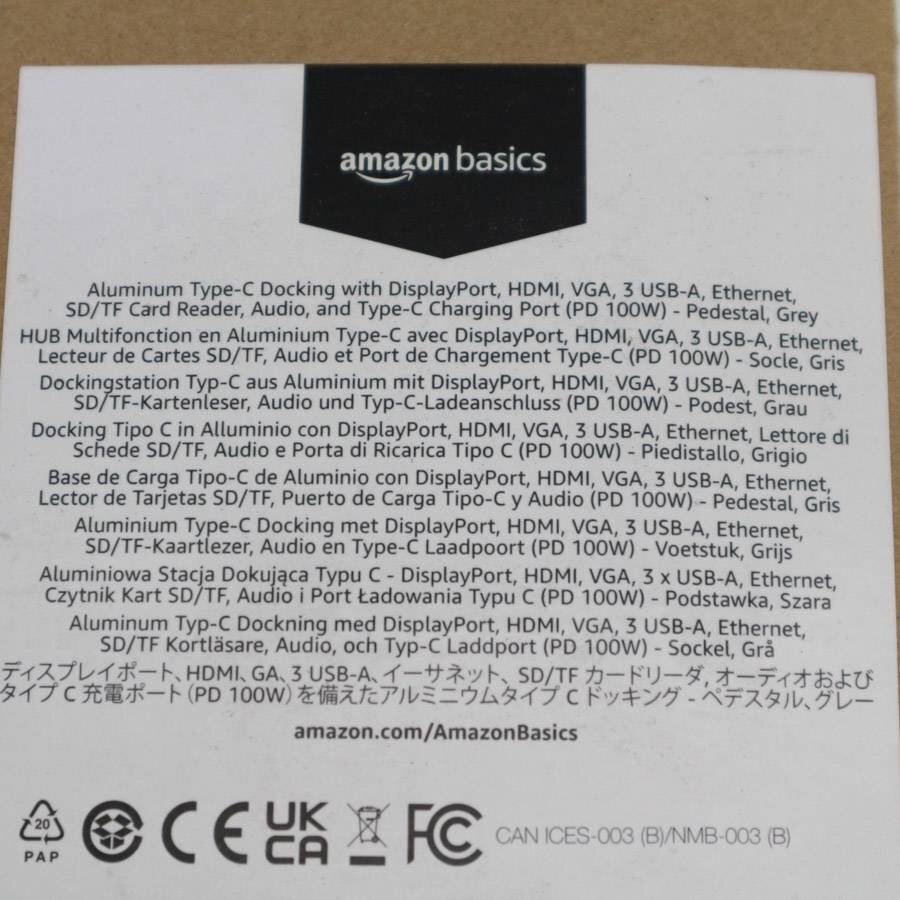 amazon basics
Aluminum Type-C Docking with DisplayPort, HDMI, VGA, 3 USB-A, Ethernet,
SD/TF Card Reader, Audio, and Type-C Charging Port (PD 100W) - Pedestal, Grey
HUB Multifonction en Aluminium Type-C avec DisplayPort, HDMI, VGA, 3 USB-A, Ethernet,
Lecteur de Cartes SD/TF, Audio et Port de Chargement Type-C (PD 100W) - Socle, Gris
Dockingstation Typ-C aus Aluminium mit DisplayPort, HDMI, VGA, 3 USB-A, Ethernet,
SD/TF-Kartenleser, Audio und Typ-C-Ladeanschluss (PD 100W) - Podest, Grau
Docking Tipo C in Alluminio con DisplayPort, HDMI, VGA, 3 USB-A, Ethernet, Lettore di
Schede SD/TF, Audio e Porta di Ricarica Tipo C (PD 100W) - Piedistallo, Grigio
Base de Carga Tipo-C de Aluminio con DisplayPort, HDMI, VGA, 3 USB-A, Ethernet,
Lector de Tarjetas SD/TF, Puerto de Carga Tipo-C y Audio (PD 100W) - Pedestal, Gris
Aluminium Type-C Docking met DisplayPort, HDMI, VGA, 3 USB-A, Ethernet,
SD/TF-Kaartlezer, Audio en Type-C Laadpoort (PD 100W) - Voetstuk, Grijs
Aluminiowa Stacja Dokująca Typu C - DisplayPort, HDMI, VGA, 3 x USB-A, Ethernet,
Czytnik Kart SD/TF, Audio i Port Ładowania Typu C (PD 100W) - Podstawka, Szara
Aluminum Typ-C Dockning med DisplayPort, HDMI, VGA, 3 USB-A, Ethernet,
SD/TF Kortläsare, Audio, och Typ-C Laddport (PD 100W) - Sockel, Grå
ディスプレイポート、HDMI、GA、3 USB-A、イーサネット、SD/TF カードリーダ, オーディオおよび
タイプ C 充電ポート (PD 100W) を備えたアルミニウムタイプ C ドッキング - ペデスタル、グレー
amazon.com/AmazonBasics
20
PAP
CE
UK
CA
FC
CAN ICES-003 (B)/NMB-003 (B)